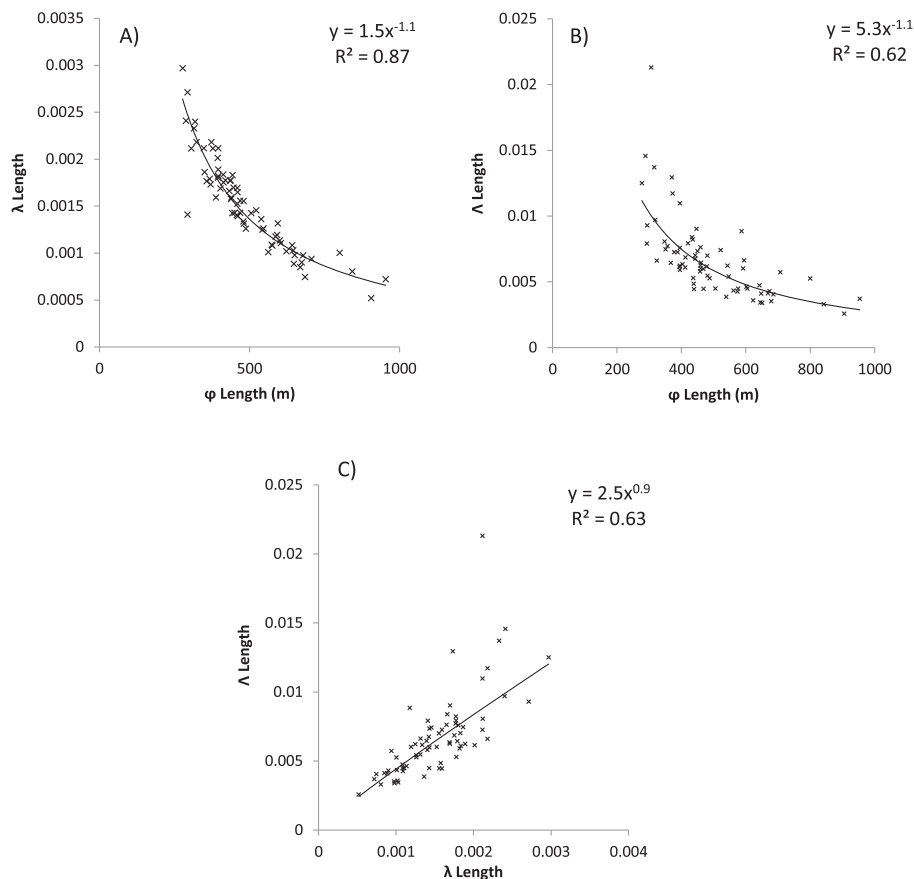 A)
y = 1.5x^-1.1
R² = 0.87
0.0035
0.003
0.0025
0.002
0.0015
0.001
0.0005
0
λ Length
0 500 1000
φ Length (m)
B)
y = 5.3x^-1.1
R² = 0.62
0.025
0.02
0.015
0.01
0.005
0
Λ Length
0 200 400 600 800 1000
φ Length (m)
C)
y = 2.5x^0.9
R² = 0.63
0.025
0.02
0.015
0.01
0.005
0
Λ Length
0 0.001 0.002 0.003 0.004
λ Length